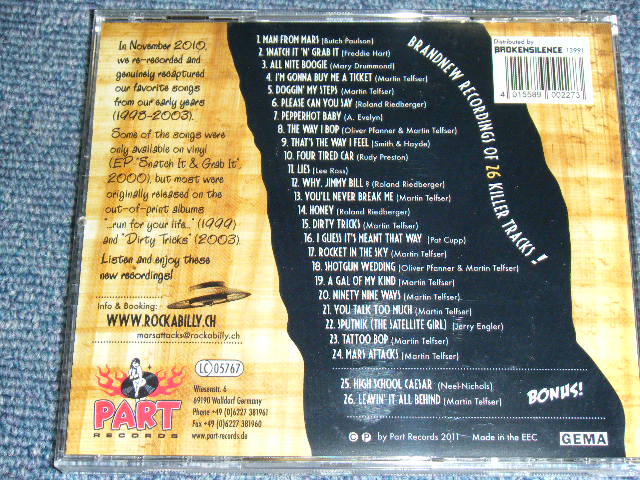 In November 2010,
we re-recorded and
genuinely recaptured
our favorite songs
from our early years
(1998-2003).
Some of the songs were
only available on vinyl
(EP "Snatch It & Grab It",
2000), but most were
originally released on the
out-of-print albums
"...run for your life..." (1999)
and "Dirty Tricks" (2003).
Listen and enjoy these
new recordings!
Info & Booking:
WWW.ROCKABILLY.CH
marsattacks@rockabilly.ch
PART
RECORDS
LC 05767
Wiesenstr. 6
69190 Walldorf Germany
Phone +49 (0)6227 381961
Fax +49 (0)6227 381960
www.part-records.de
1. MAN FROM MARS (Butch Paulson)
2. SNATCH IT 'N' GRAB IT (Freddie Hart)
3. ALL NITE BOOGIE (Mary Drummond)
4. I'M GONNA BUY ME A TICKET (Martin Telfser)
5. DOGGIN' MY STEPS (Martin Telfser)
6. PLEASE CAN YOU SAY (Roland Riedberger)
7. PEPPERHOT BABY (A. Evelyn)
8. THE WAY I BOP (Oliver Pfanner & Martin Telfser)
9. THAT'S THE WAY I FEEL (Smith & Hayde)
10. FOUR TIRED CAR (Rudy Preston)
11. LIES (Lee Ross)
12. WHY, JIMMY BILL? (Roland Riedberger)
13. YOU'LL NEVER BREAK ME (Martin Telfser)
14. HONEY (Roland Riedberger)
15. DIRTY TRICKS (Martin Telfser)
16. I GUESS IT'S MEANT THAT WAY (Pat Cupp)
17. ROCKET IN THE SKY (Martin Telfser)
18. SHOTGUN WEDDING (Oliver Pfanner & Martin Telfser)
19. A GAL OF MY KIND (Martin Telfser)
20. NINETY NINE WAYS (Martin Telfser)
21. YOU TALK TOO MUCH (Martin Telfser)
22. SPUTNIK (THE SATELLITE GIRL) (Jerry Engler)
23. TATTOO BOP (Martin Telfser)
24. MARS ATTACKS (Martin Telfser)
25. HIGH SCHOOL CAESAR (Neel-Nichols)
26. LEAVIN' IT ALL BEHIND (Martin Telfser)
BONUS!
BRANDNEW RECORDINGS OF 26 KILLER TRACKS!
Distributed by
BROKENSILENCE 13991
4 015589 002273
© ℗ by Part Records 2011 - Made in the EEC
GEMA